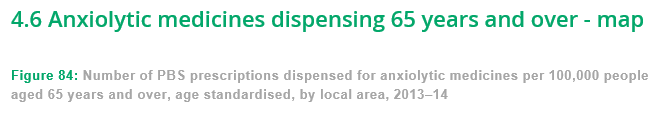 4.6 Anxiolytic medicines dispensing 65 years and over - map
Figure 84: Number of PBS prescriptions dispensed for anxiolytic medicines per 100,000 people
aged 65 years and over, age standardised, by local area, 2013–14